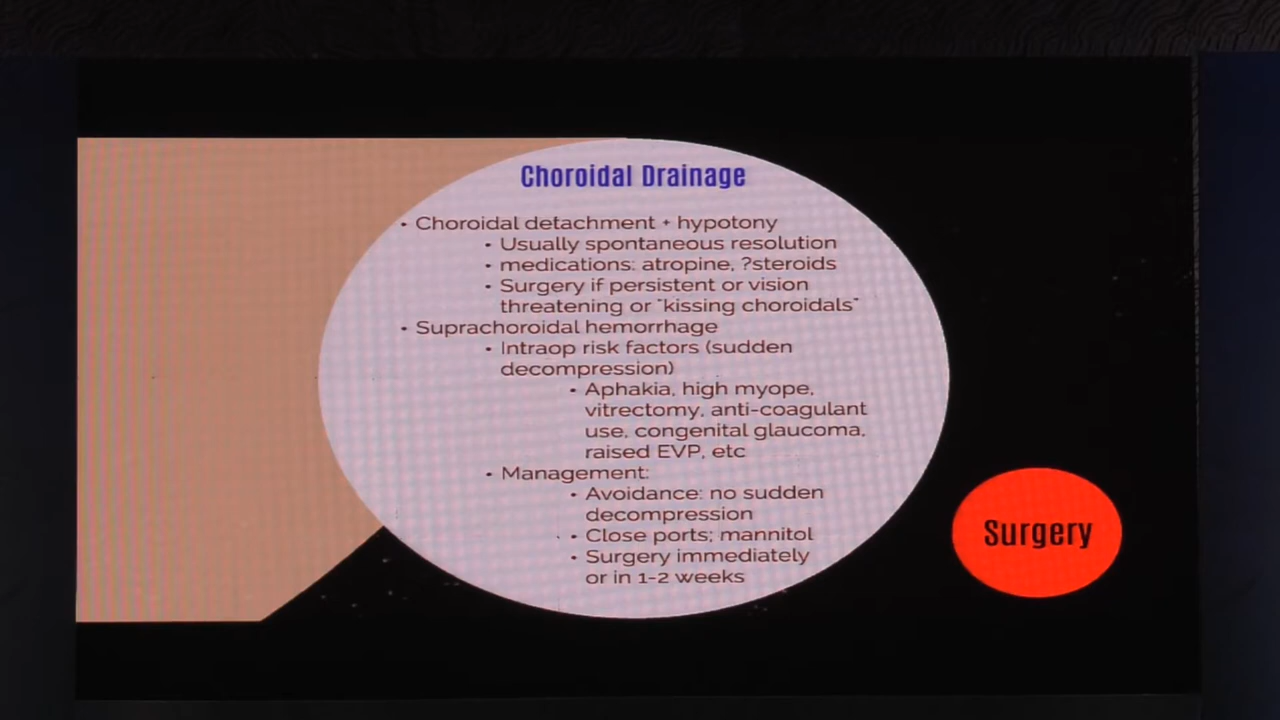 Choroidal Drainage
• Choroidal detachment + hypotony
• Usually spontaneous resolution
• medications: atropine, ?steroids
• Surgery if persistent or vision
threatening or "kissing choroidals"
• Suprachoroidal hemorrhage
• Intraop risk factors (sudden
decompression)
• Aphakia, high myope,
vitrectomy, anti-coagulant
use, congenital glaucoma,
raised EVP, etc
• Management:
• Avoidance: no sudden
decompression
• Close ports; mannitol
• Surgery immediately
or in 1-2 weeks
Surgery